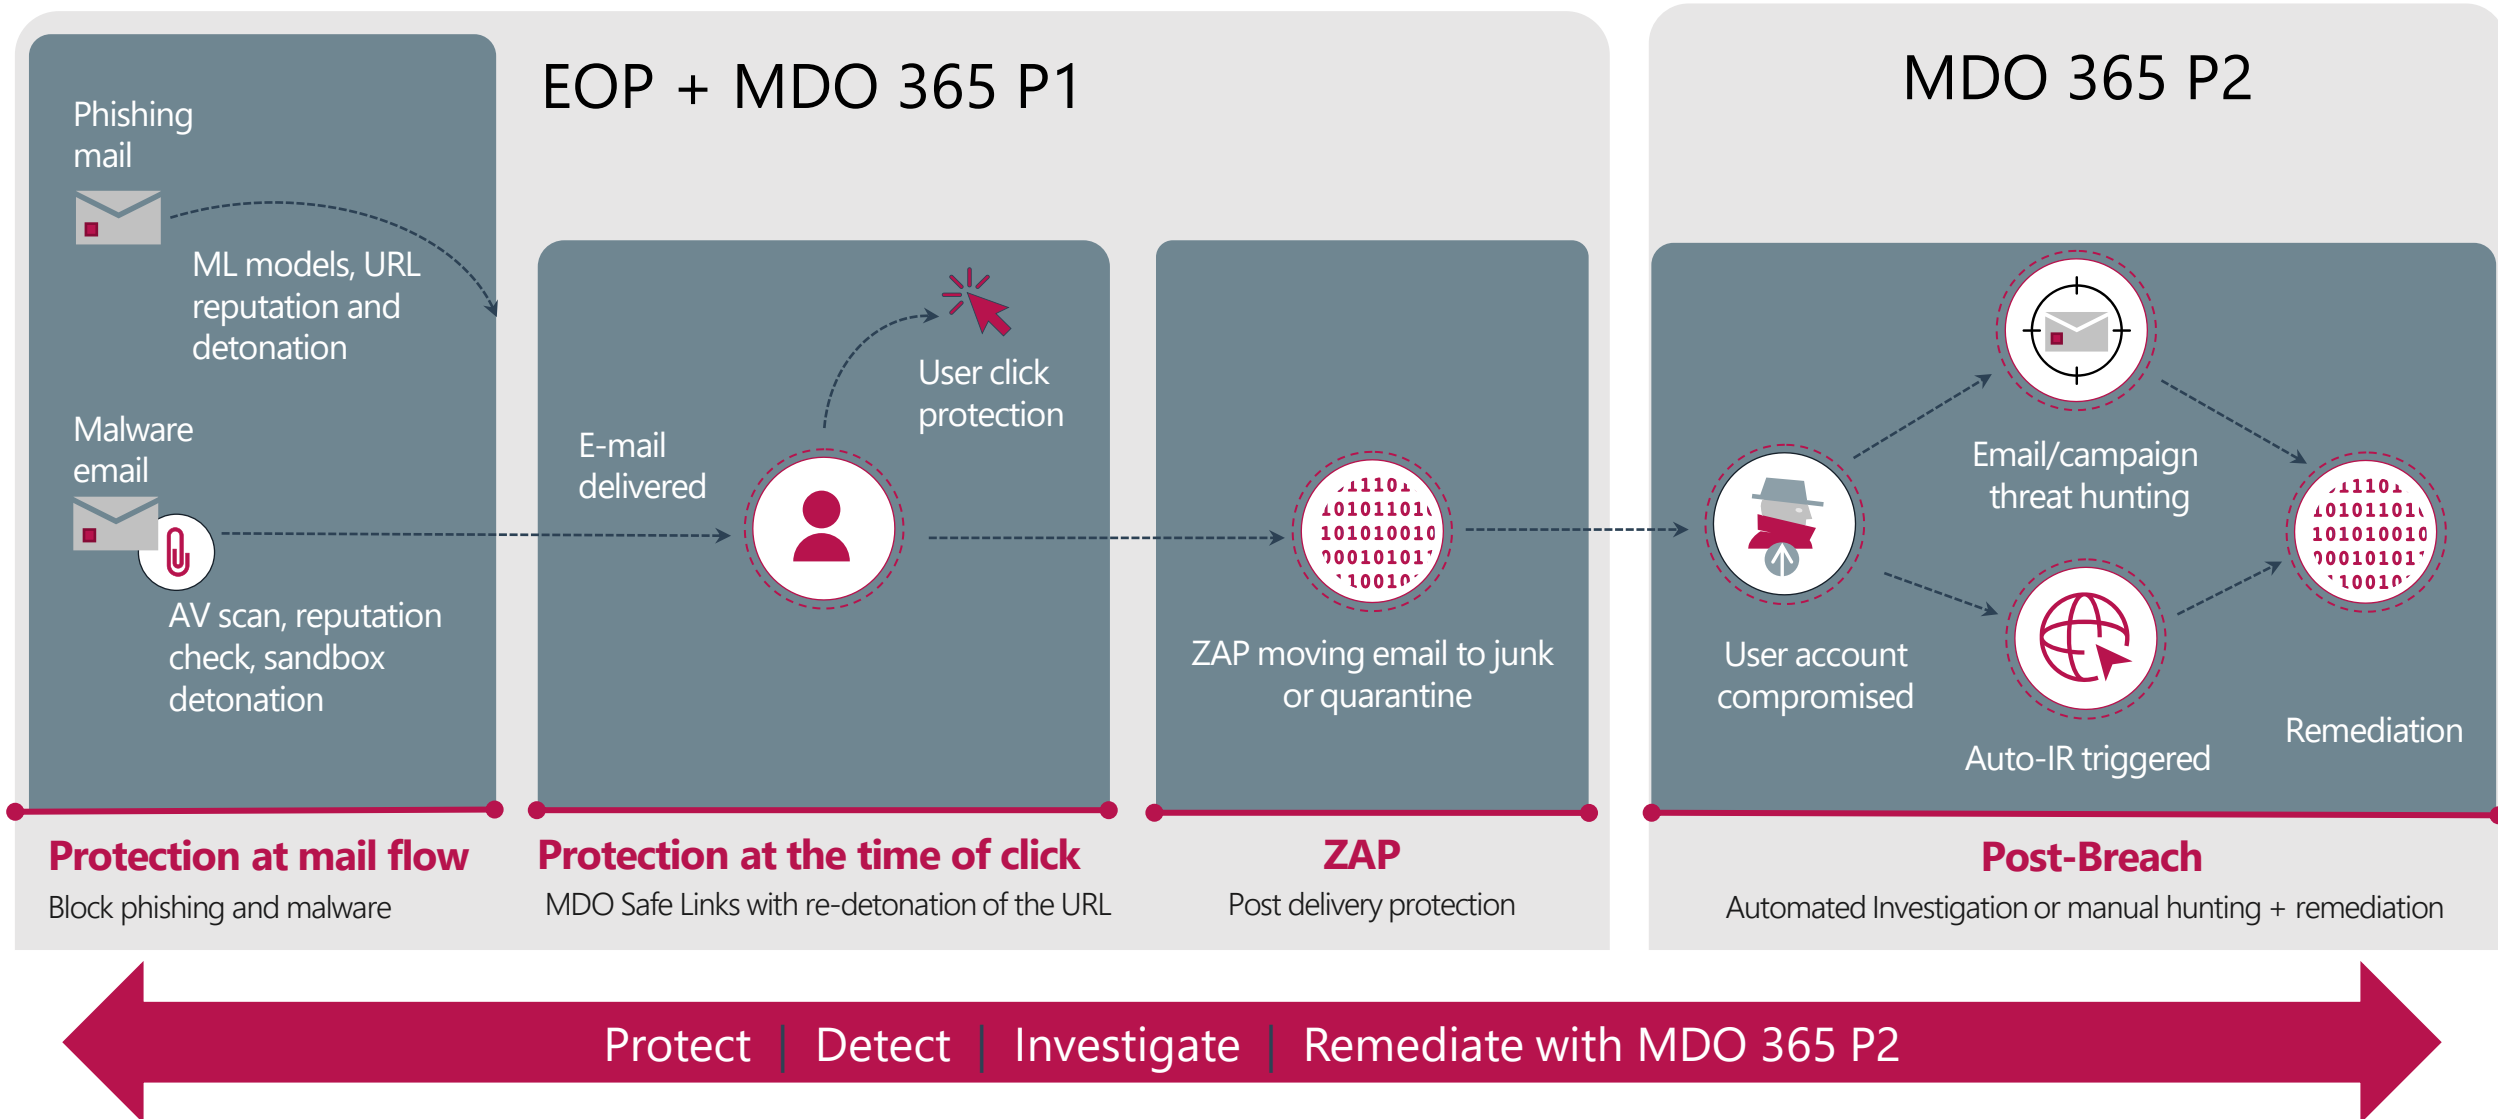 EOP + MDO 365 P1
MDO 365 P2
Phishing
mail
ML models, URL
reputation and
detonation
Malware
email
AV scan, reputation
check, sandbox
detonation
E-mail
delivered
User click
protection
ZAP moving email to junk
or quarantine
User account
compromised
Email/campaign
threat hunting
Auto-IR triggered
Remediation
Protection at mail flow
Block phishing and malware
Protection at the time of click
MDO Safe Links with re-detonation of the URL
ZAP
Post delivery protection
Post-Breach
Automated Investigation or manual hunting + remediation
Protect | Detect | Investigate | Remediate with MDO 365 P2